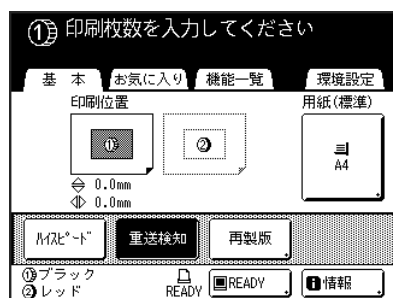 ① 印刷枚数を入力してください
基 本 お気に入り 機能一覧 環境設定
印刷位置 用紙(標準)
① ②
A4
0.0mm
0.0mm
ハイスピード 重送検知 再製版
①ブラック
②レッド READY READY 情報